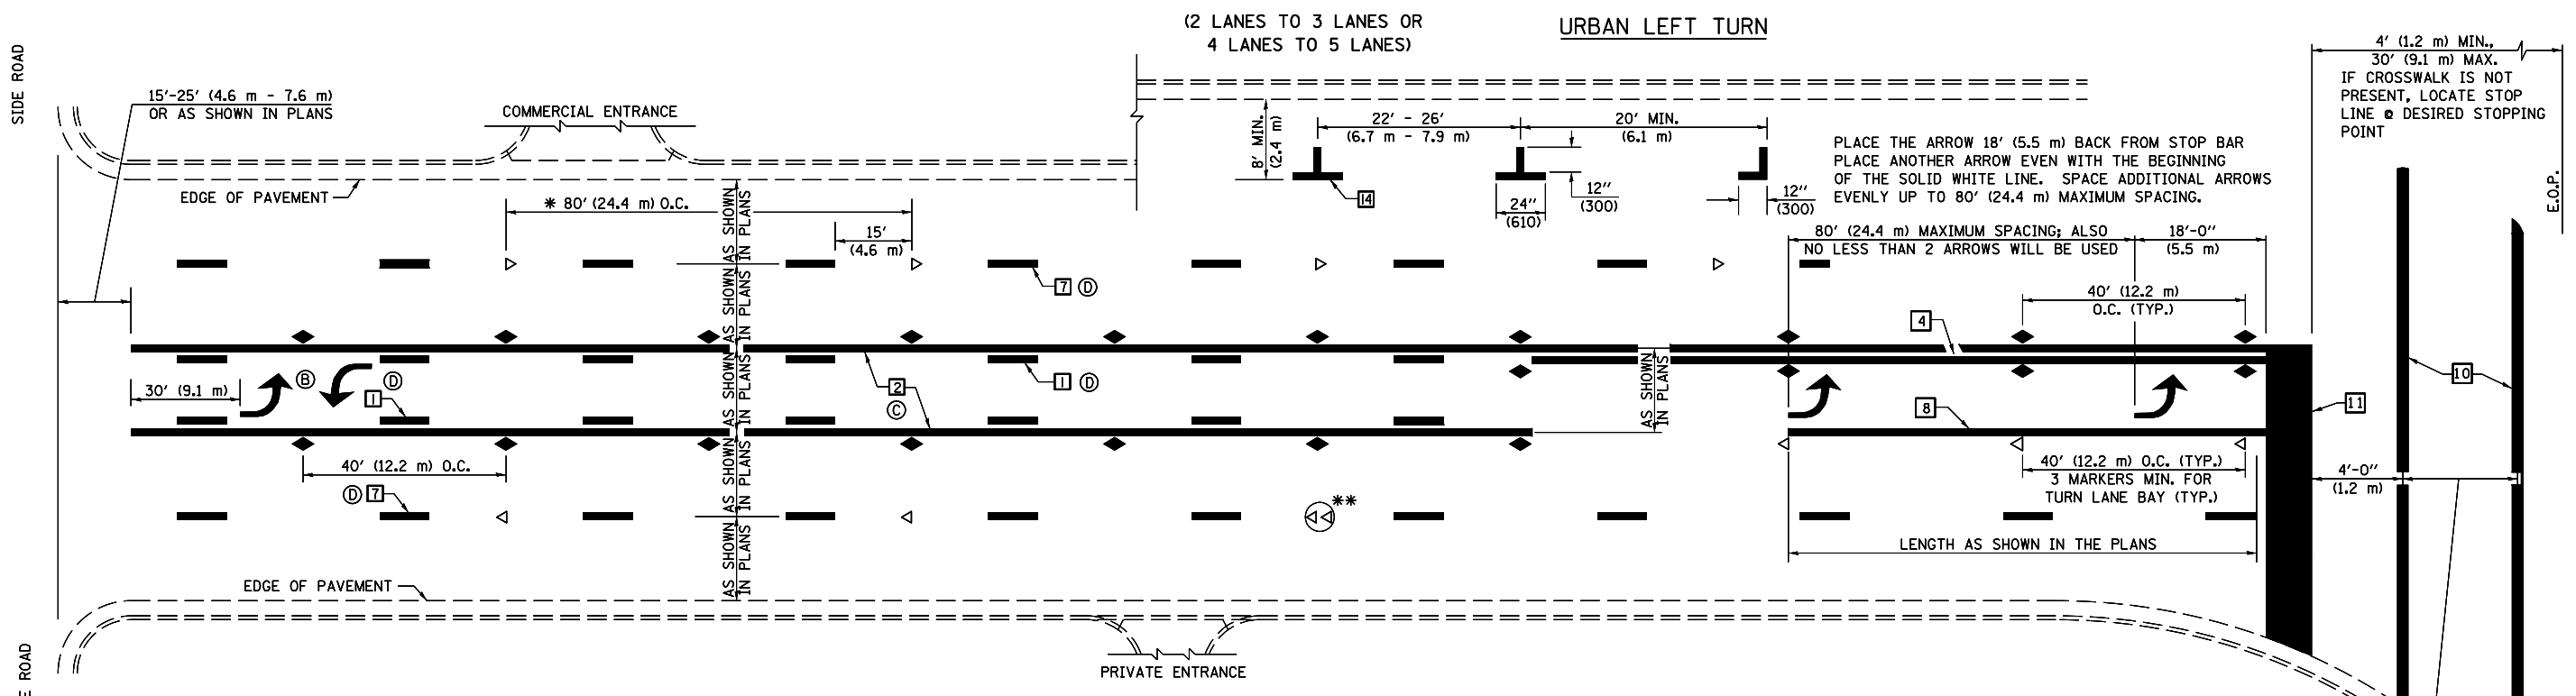 (2 LANES TO 3 LANES OR
4 LANES TO 5 LANES)
URBAN LEFT TURN
SIDE ROAD
15'-25' (4.6 m - 7.6 m)
OR AS SHOWN IN PLANS
COMMERCIAL ENTRANCE
EDGE OF PAVEMENT
* 80' (24.4 m) O.C.
15'
(4.6 m)
8' MIN.
(2.4 m)
22' - 26'
(6.7 m - 7.9 m)
20' MIN.
(6.1 m)
14
24"
(610)
12"
(300)
12"
(300)
4' (1.2 m) MIN.,
30' (9.1 m) MAX.
IF CROSSWALK IS NOT
PRESENT, LOCATE STOP
LINE @ DESIRED STOPPING
POINT
E.O.P.
PLACE THE ARROW 18' (5.5 m) BACK FROM STOP BAR
PLACE ANOTHER ARROW EVEN WITH THE BEGINNING
OF THE SOLID WHITE LINE. SPACE ADDITIONAL ARROWS
EVENLY UP TO 80' (24.4 m) MAXIMUM SPACING.
80' (24.4 m) MAXIMUM SPACING; ALSO
NO LESS THAN 2 ARROWS WILL BE USED
18'-0"
(5.5 m)
AS SHOWN
IN PLANS
AS SHOWN
IN PLANS
AS SHOWN
IN PLANS
AS SHOWN
IN PLANS
AS SHOWN
IN PLANS
7 D
40' (12.2 m)
O.C. (TYP.)
4
30' (9.1 m)
B
D
1
2
C
1 D
AS SHOWN
IN PLANS
8
11
10
40' (12.2 m) O.C.
D 7
**
40' (12.2 m) O.C. (TYP.)
3 MARKERS MIN. FOR
TURN LANE BAY (TYP.)
4'-0"
(1.2 m)
LENGTH AS SHOWN IN THE PLANS
EDGE OF PAVEMENT
PRIVATE ENTRANCE
E ROAD